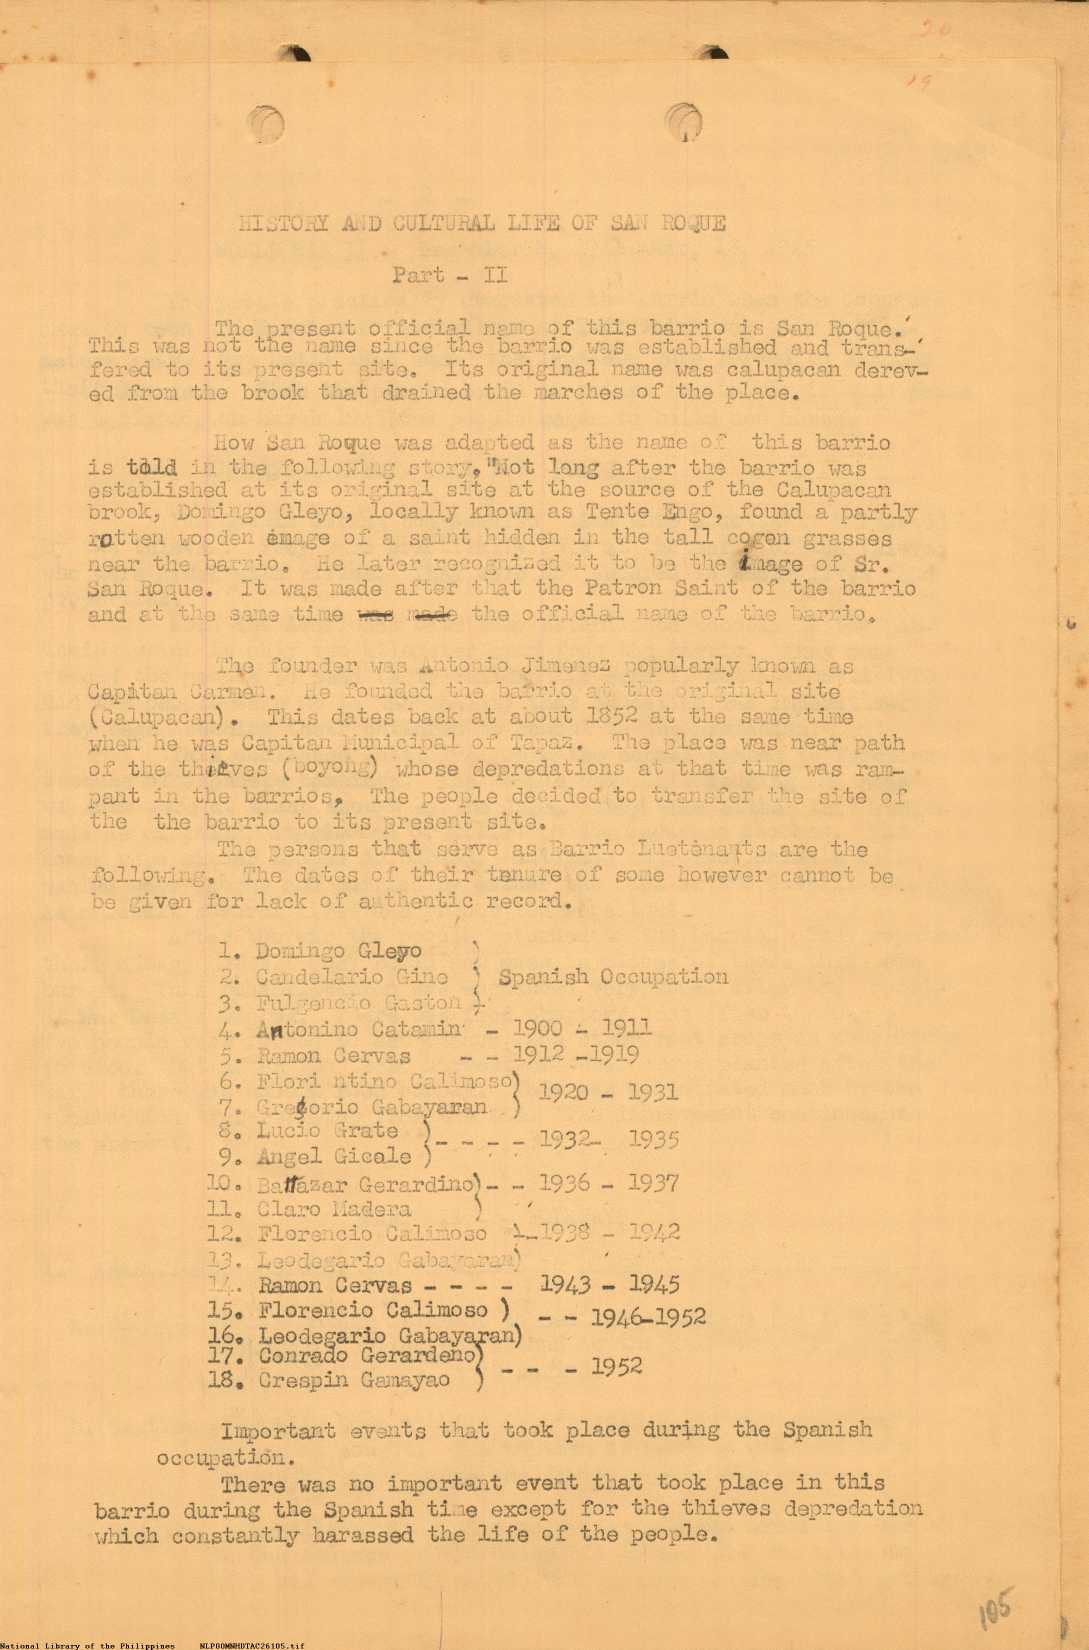 20
19
HISTORY AND CULTURAL LIFE OF SAN ROQUE
Part - II
The present official name of this barrio is San Roque.
This was not the name since the barrio was established and trans-
fered to its present site. Its original name was calupacan derev-
ed from the brook that drained the marches of the place.
How San Roque was adapted as the name of this barrio
is told in the following story. "Not long after the barrio was
established at its original site at the source of the Calupacan
brook, Domingo Gleyo, locally known as Tente Engo, found a partly
rotten wooden image of a saint hidden in the tall cogon grasses
near the barrio. He later recognized it to be the image of Sr.
San Roque. It was made after that the Patron Saint of the barrio
and at the same time was made the official name of the barrio.
The founder was Antonio Jimenez popularly known as
Capitan Carmen. He founded the barrio at the original site
(Calupacan). This dates back at about 1852 at the same time
when he was Capitan Municipal of Tapaz. The place was near path
of the thieves (boyong) whose depredations at that time was ram-
pant in the barrios. The people decided to transfer the site of
the the barrio to its present site.
The persons that serve as Barrio Luetenants are the
following. The dates of their tenure of some however cannot be
be given for lack of authentic record.
1. Domingo Gleyo )
2. Candelario Gino ) Spanish Occupation
3. Fulgencio Gaston )
4. Antonino Catamin - 1900 - 1911
5. Ramon Cervas - - 1912 -1919
6. Flori ntino Calimoso) 1920 - 1931
7. Gregorio Gabayaran )
8. Lucio Grate )- - - - 1932- 1935
9. Angel Gicale )
10. Baltazar Gerardino)- - 1936 - 1937
11. Claro Madera )
12. Florencio Calimoso )-1938 - 1942
13. Leodegario Gabayaran)
14. Ramon Cervas - - - - 1943 - 1945
15. Florencio Calimoso ) - - 1946-1952
16. Leodegario Gabayaran)
17. Conrado Gerardeno) - - - 1952
18. Crespin Gamayao )
Important events that took place during the Spanish
occupation.
There was no important event that took place in this
barrio during the Spanish time except for the thieves depredation
which constantly harassed the life of the people.
105
National Library of the Philippines NLP00MNHDTAC26105.tif